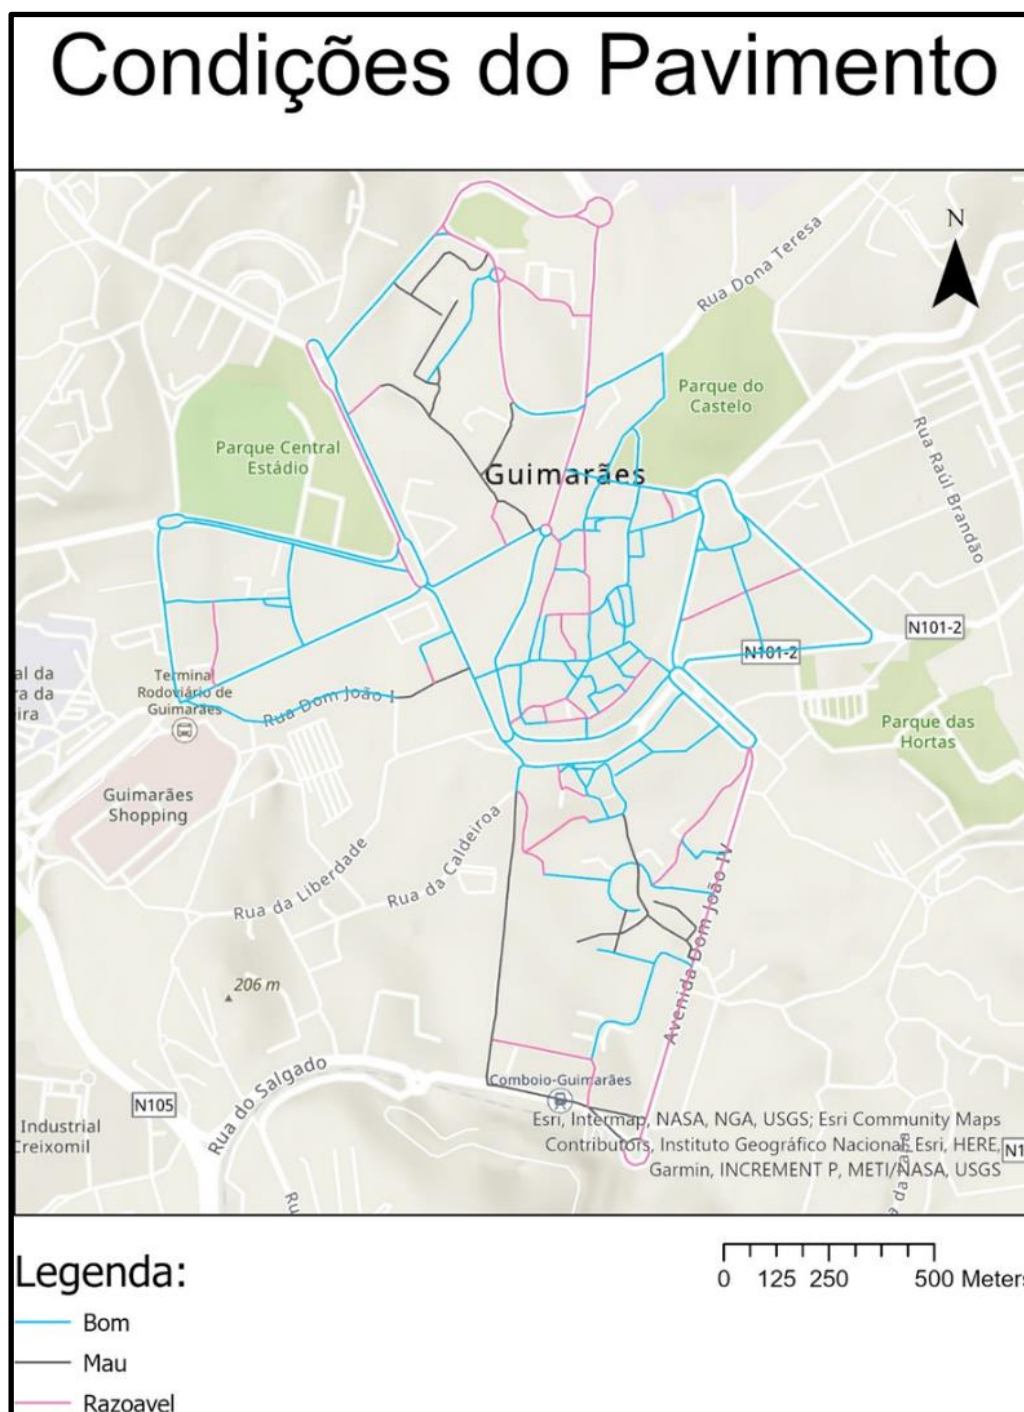 Condições do Pavimento
N
Rua Dona Teresa
Parque do
Castelo
Rua Raúl Brandão
Parque Central
Estádio
Guimarães
N101-2
N101-2
al da
ra da
ira
Terminal
Rodoviário de
Guimarães
Rua Dom João I
Parque das
Hortas
Guimarães
Shopping
Rua da Liberdade
Rua da Caldeiroa
Avenida Dom João IV
206 m
Rua do Salgado
N105
Comboio-Guimarães
Industrial
Creixomil
Ru
Esri, Intermap, NASA, NGA, USGS; Esri Community Maps
Contributors, Instituto Geográfico Nacional, Esri, HERE,
Garmin, INCREMENT P, METI/NASA, USGS
N1
Legenda:
0 125 250 500 Meters
Bom
Mau
Razoavel